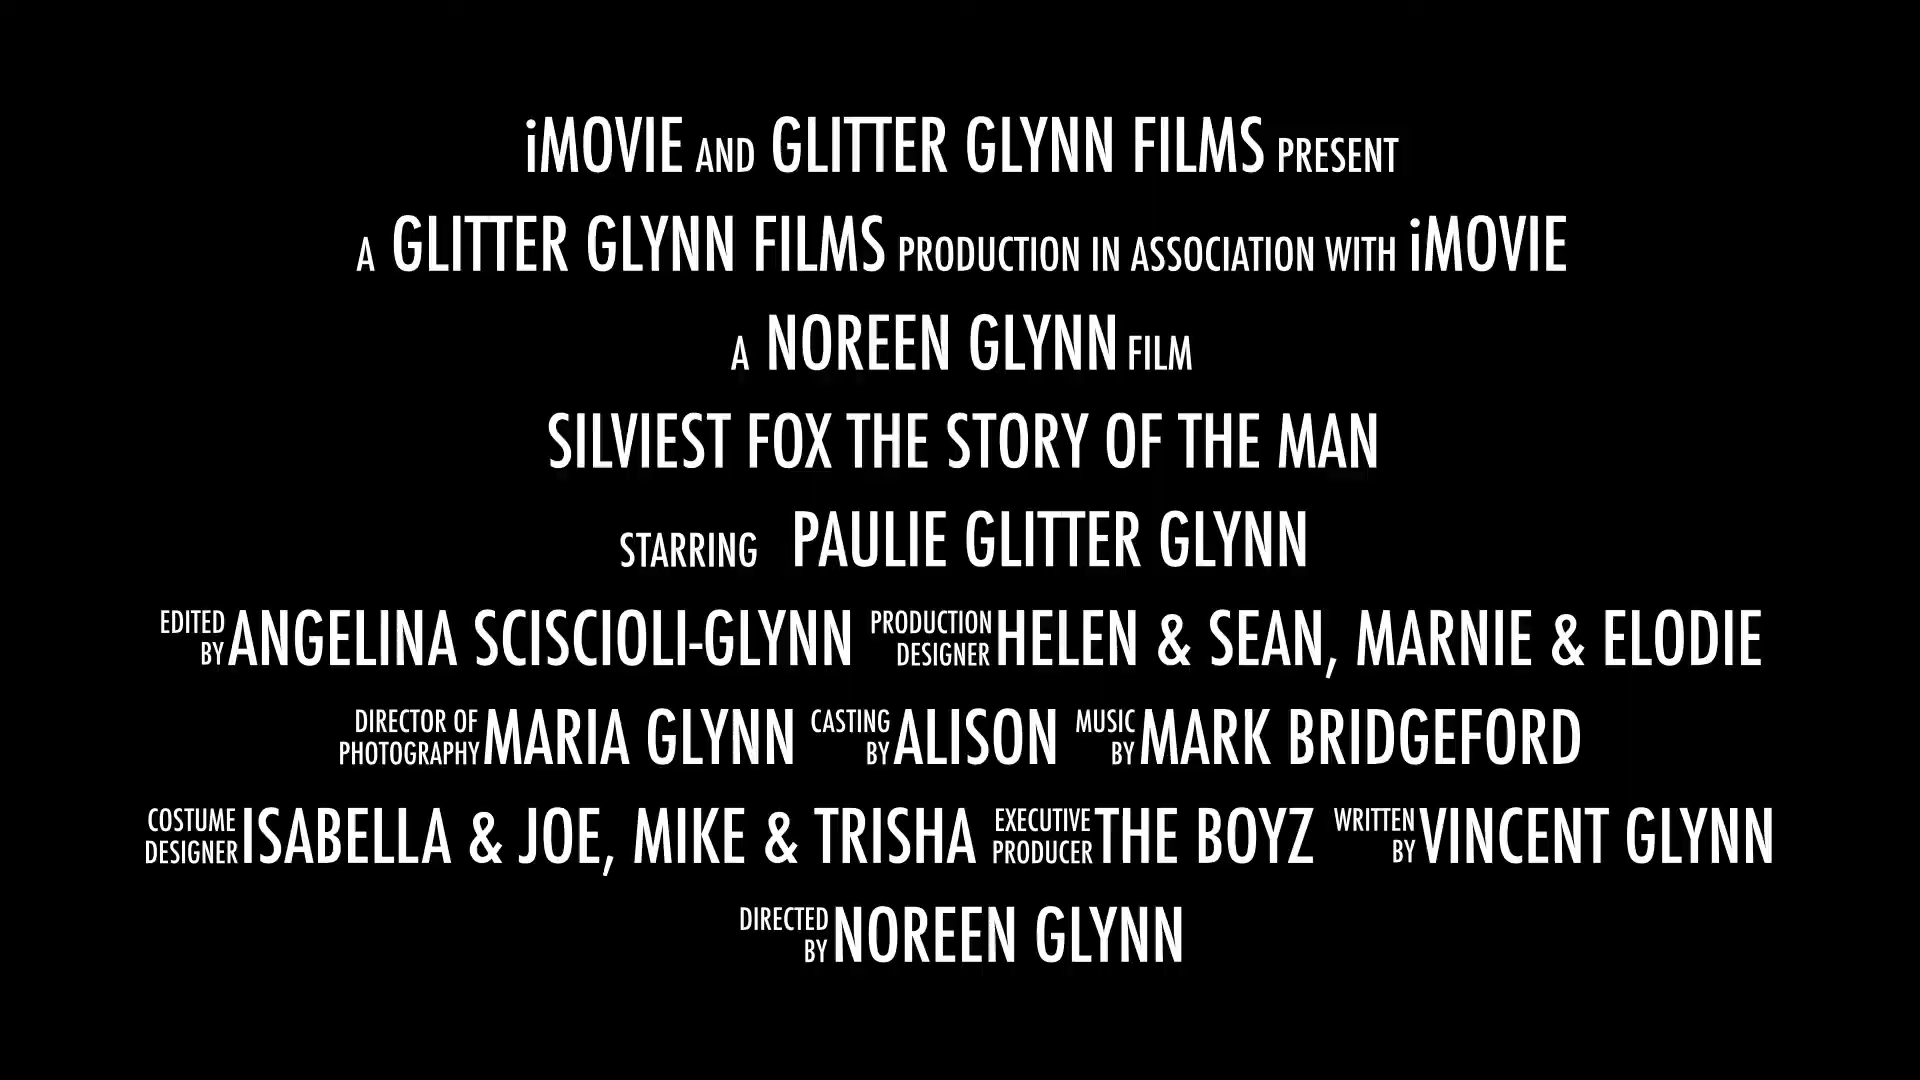 iMOVIE AND GLITTER GLYNN FILMS PRESENT
A GLITTER GLYNN FILMS PRODUCTION IN ASSOCIATION WITH iMOVIE
A NOREEN GLYNN FILM
SILVIEST FOX THE STORY OF THE MAN
STARRING PAULIE GLITTER GLYNN
EDITED BY ANGELINA SCISCIOLI-GLYNN PRODUCTION DESIGNER HELEN & SEAN, MARNIE & ELODIE
DIRECTOR OF PHOTOGRAPHY MARIA GLYNN CASTING BY ALISON MUSIC BY MARK BRIDGEFORD
COSTUME DESIGNER ISABELLA & JOE, MIKE & TRISHA EXECUTIVE PRODUCER THE BOYZ WRITTEN BY VINCENT GLYNN
DIRECTED BY NOREEN GLYNN